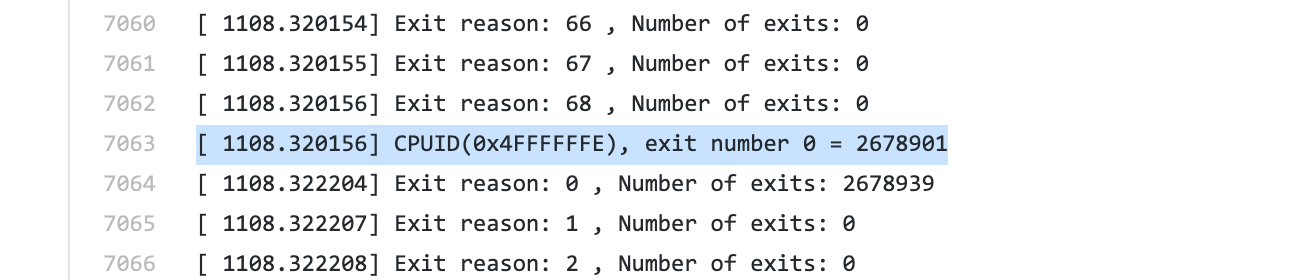 7060 [ 1108.320154] Exit reason: 66 , Number of exits: 0
7061 [ 1108.320155] Exit reason: 67 , Number of exits: 0
7062 [ 1108.320156] Exit reason: 68 , Number of exits: 0
7063 [ 1108.320156] CPUID(0x4FFFFFFE), exit number 0 = 2678901
7064 [ 1108.322204] Exit reason: 0 , Number of exits: 2678939
7065 [ 1108.322207] Exit reason: 1 , Number of exits: 0
7066 [ 1108.322208] Exit reason: 2 , Number of exits: 0